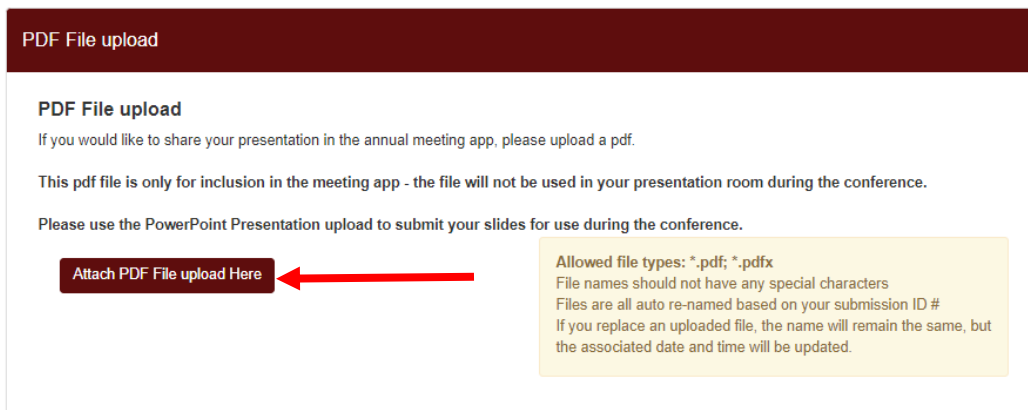 PDF File upload
PDF File upload
If you would like to share your presentation in the annual meeting app, please upload a pdf.
This pdf file is only for inclusion in the meeting app - the file will not be used in your presentation room during the conference.
Please use the PowerPoint Presentation upload to submit your slides for use during the conference.
Attach PDF File upload Here
Allowed file types: *.pdf; *.pdfx
File names should not have any special characters
Files are all auto re-named based on your submission ID #
If you replace an uploaded file, the name will remain the same, but
the associated date and time will be updated.